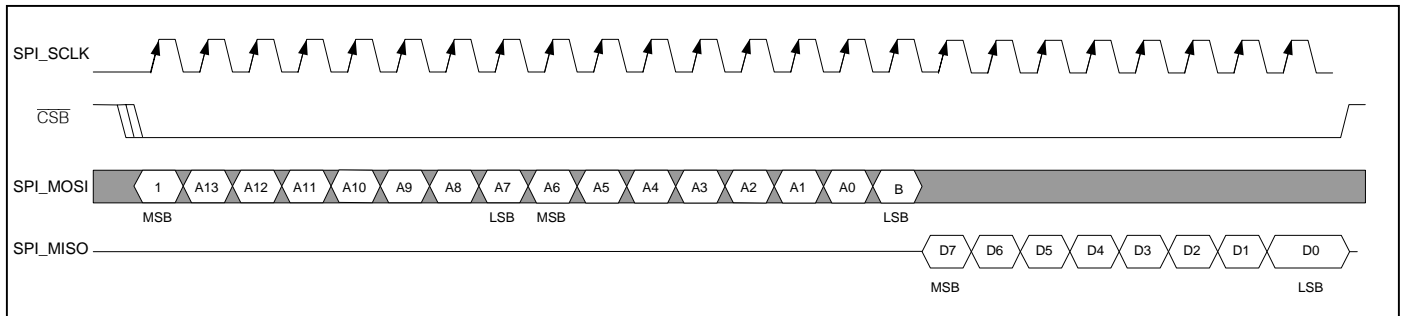 SPI_SCLK
CSB
SPI_MOSI 1 A13 A12 A11 A10 A9 A8 A7 A6 A5 A4 A3 A2 A1 A0 B
MSB LSB MSB LSB
SPI_MISO D7 D6 D5 D4 D3 D2 D1 D0
MSB LSB